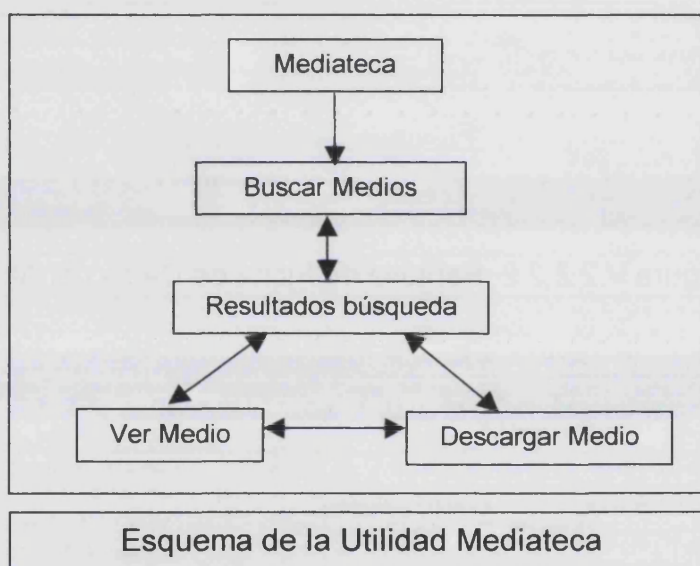 Mediateca
Buscar Medios
Resultados búsqueda
Ver Medio
Descargar Medio
Esquema de la Utilidad Mediateca